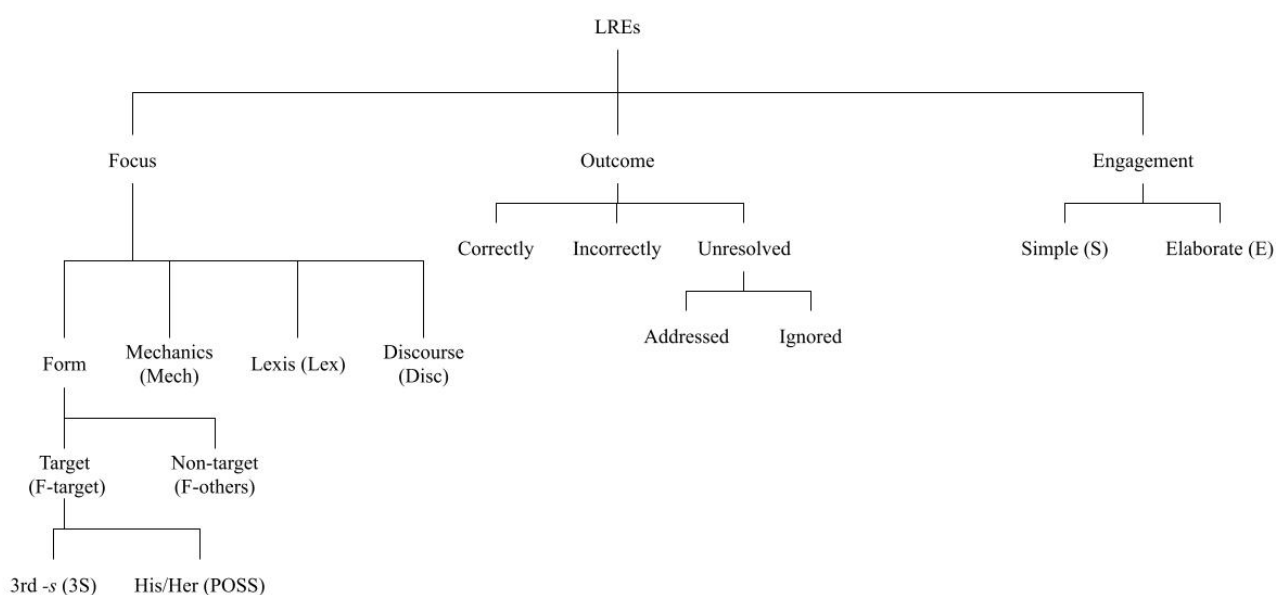 LREs
Focus
Outcome
Engagement
Correctly
Incorrectly
Unresolved
Simple (S)
Elaborate (E)
Addressed
Ignored
Form
Mechanics
(Mech)
Lexis (Lex)
Discourse
(Disc)
Target
(F-target)
Non-target
(F-others)
3rd -s (3S)
His/Her (POSS)